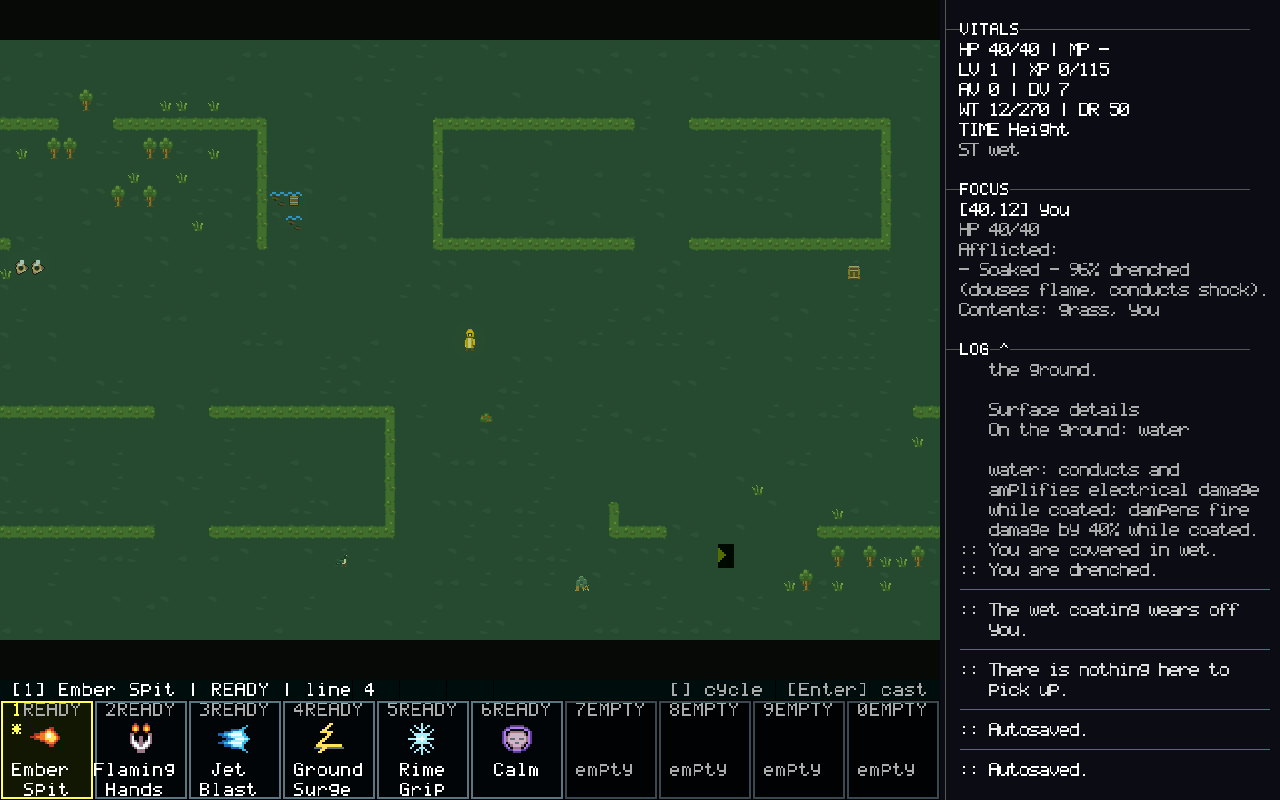 VITALS
HP 40/40 | MP -
LV 1 | XP 0/115
AV 0 | DV 7
WT 12/270 | DR 50
TIME Height
ST wet
FOCUS
[40,12] You
HP 40/40
Afflicted:
- Soaked - 96% drenched
(douses flame, conducts shock).
Contents: grass, You
LOG ^
the ground.
Surface details
On the ground: water
water: conducts and
amplifies electrical damage
while coated; dampens fire
damage by 40% while coated.
:: You are covered in wet.
:: You are drenched.
:: The wet coating wears off
you.
:: There is nothing here to
pick up.
:: Autosaved.
:: Autosaved.
[1] Ember Spit | READY | line 4
[] cycle [Enter] cast
1READY 2READY 3READY 4READY 5READY 6READY 7EMPTY 8EMPTY 9EMPTY 0EMPTY
*
Ember Flaming Jet Ground Rime Calm empty empty empty empty
Spit Hands Blast Surge Grip